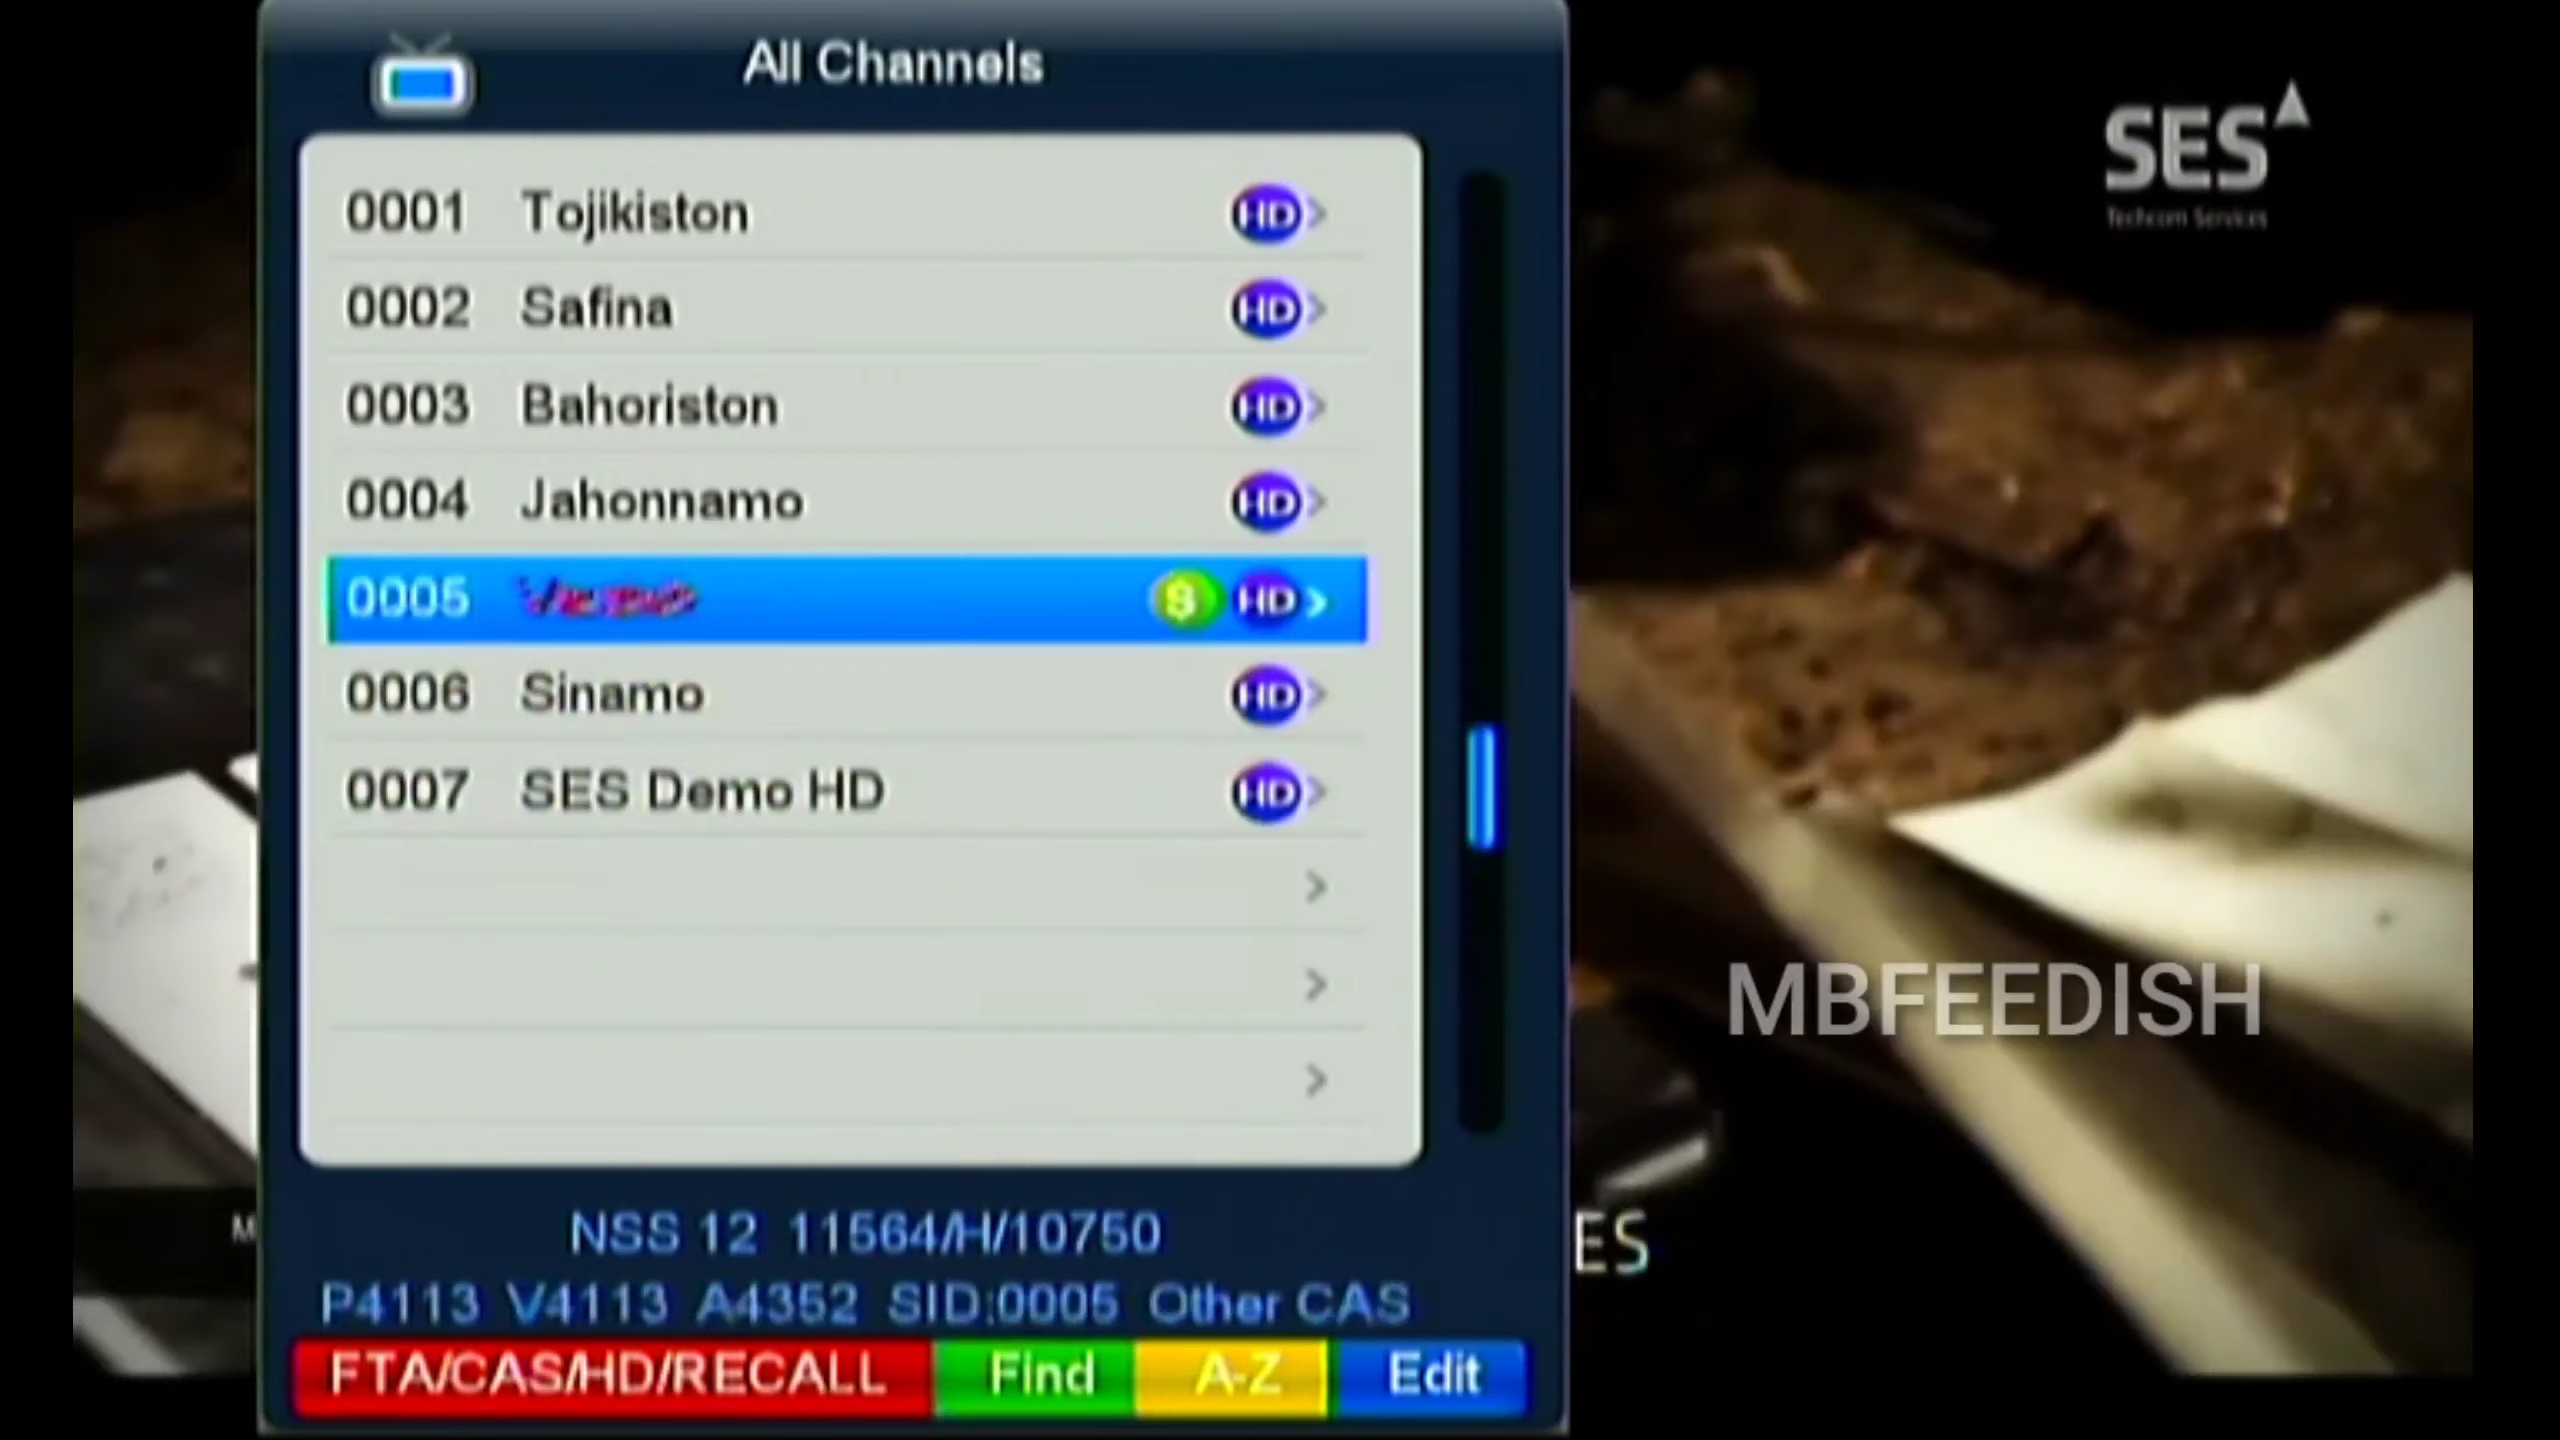 All Channels
SES
Techcom Services
0001 Tojikiston HD
0002 Safina HD
0003 Bahoriston HD
0004 Jahonnamo HD
0005 $ HD
0006 Sinamo HD
0007 SES Demo HD HD
MBFEEDISH
M
ES
NSS 12 11564/H/10750
P4113 V4113 A4352 SID:0005 Other CAS
FTA/CAS/HD/RECALL Find A-Z Edit